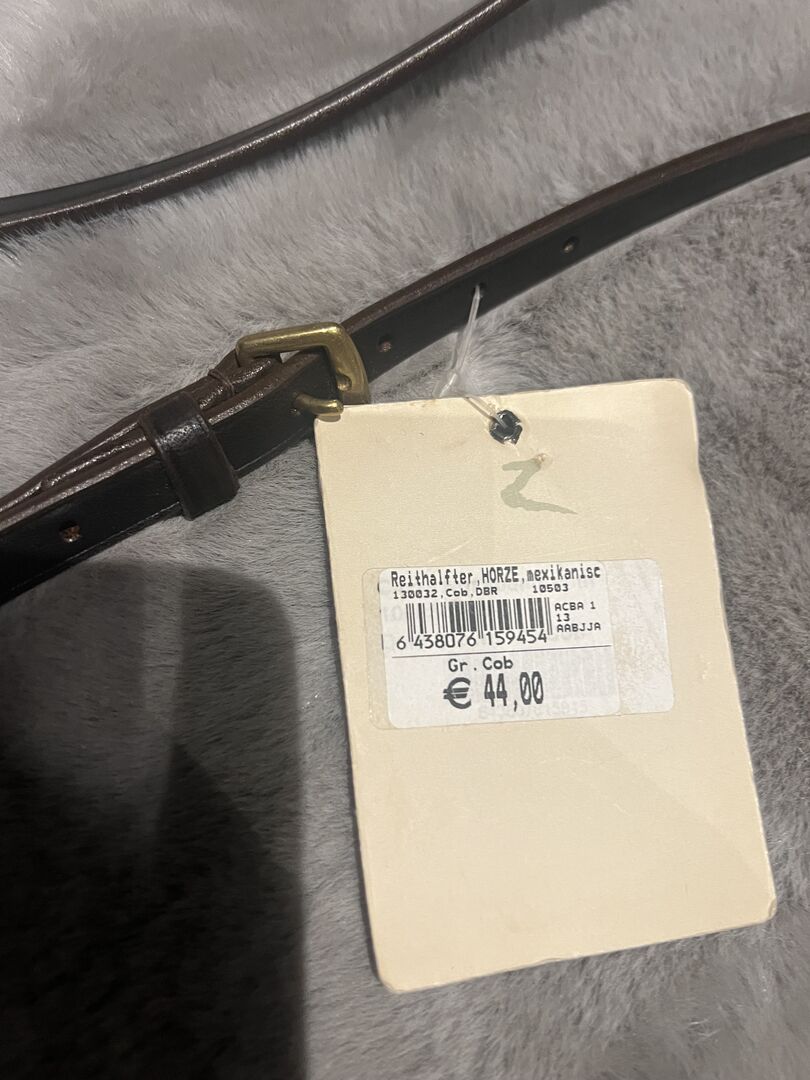 Reithalfter,HORZE,mexikanisc
130032,Cob,DBR 10503
ACBA 1
13
AABJJA
6 438076 159454
Gr.Cob
€ 44,00